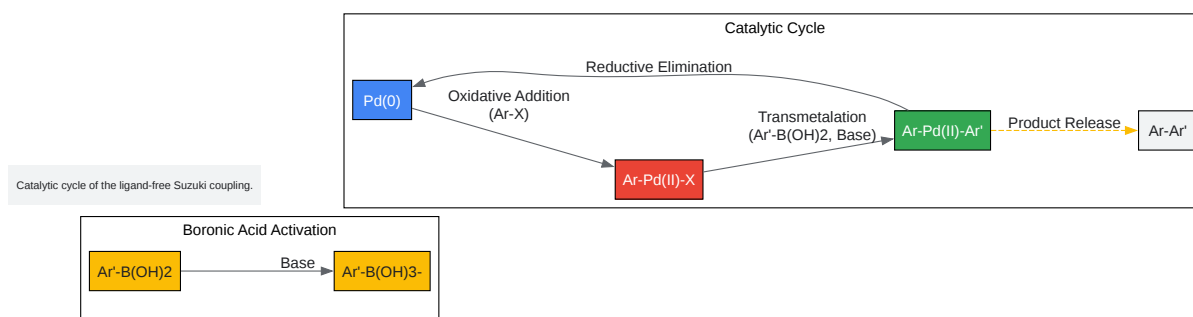 Catalytic Cycle
Reductive Elimination
Pd(0)
Oxidative Addition
(Ar-X)
Transmetalation
(Ar'-B(OH)2, Base)
Ar-Pd(II)-Ar'
Product Release
Ar-Ar'
Ar-Pd(II)-X
Catalytic cycle of the ligand-free Suzuki coupling.
Boronic Acid Activation
Ar'-B(OH)2
Base
Ar'-B(OH)3-